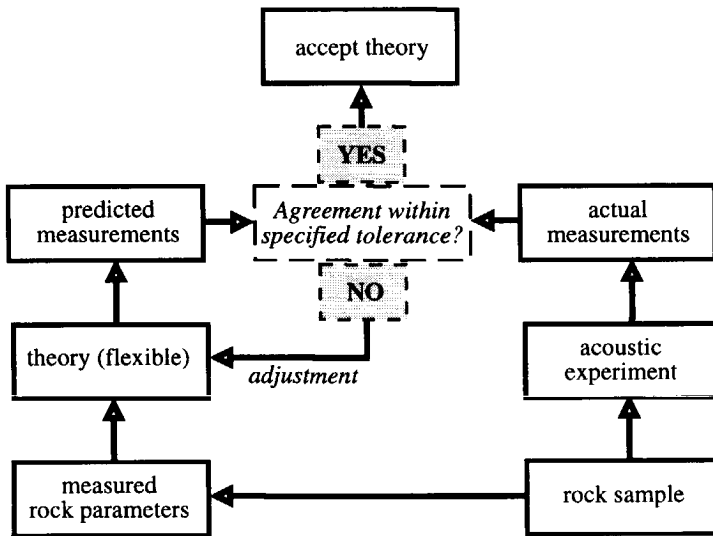 accept theory
YES
predicted
measurements
Agreement within
specified tolerance?
actual
measurements
NO
theory (flexible)
adjustment
acoustic
experiment
measured
rock parameters
rock sample